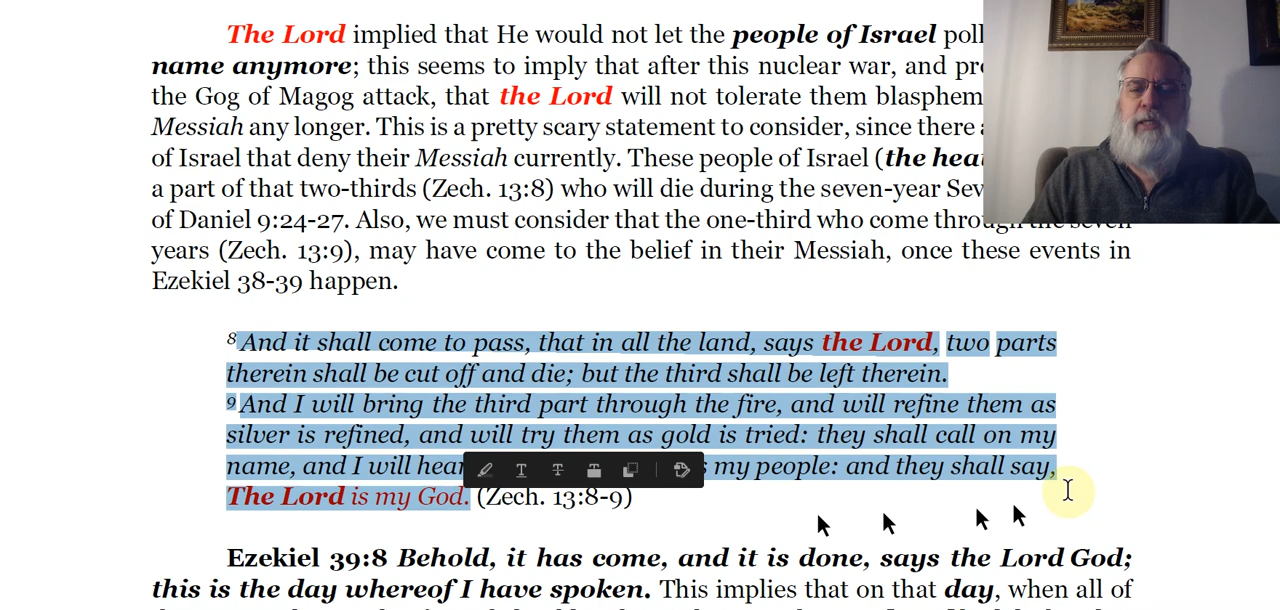 The Lord implied that He would not let the people of Israel poll
name anymore; this seems to imply that after this nuclear war, and pr
the Gog of Magog attack, that the Lord will not tolerate them blasphem
Messiah any longer. This is a pretty scary statement to consider, since there
of Israel that deny their Messiah currently. These people of Israel (the hea
a part of that two-thirds (Zech. 13:8) who will die during the seven-year Sev
of Daniel 9:24-27. Also, we must consider that the one-third who come through the seven
years (Zech. 13:9), may have come to the belief in their Messiah, once these events in
Ezekiel 38-39 happen.
8 And it shall come to pass, that in all the land, says the Lord, two parts
therein shall be cut off and die; but the third shall be left therein.
9 And I will bring the third part through the fire, and will refine them as
silver is refined, and will try them as gold is tried: they shall call on my
name, and I will hear my people: and they shall say,
The Lord is my God. (Zech. 13:8-9)
Ezekiel 39:8 Behold, it has come, and it is done, says the Lord God;
this is the day whereof I have spoken. This implies that on that day, when all of